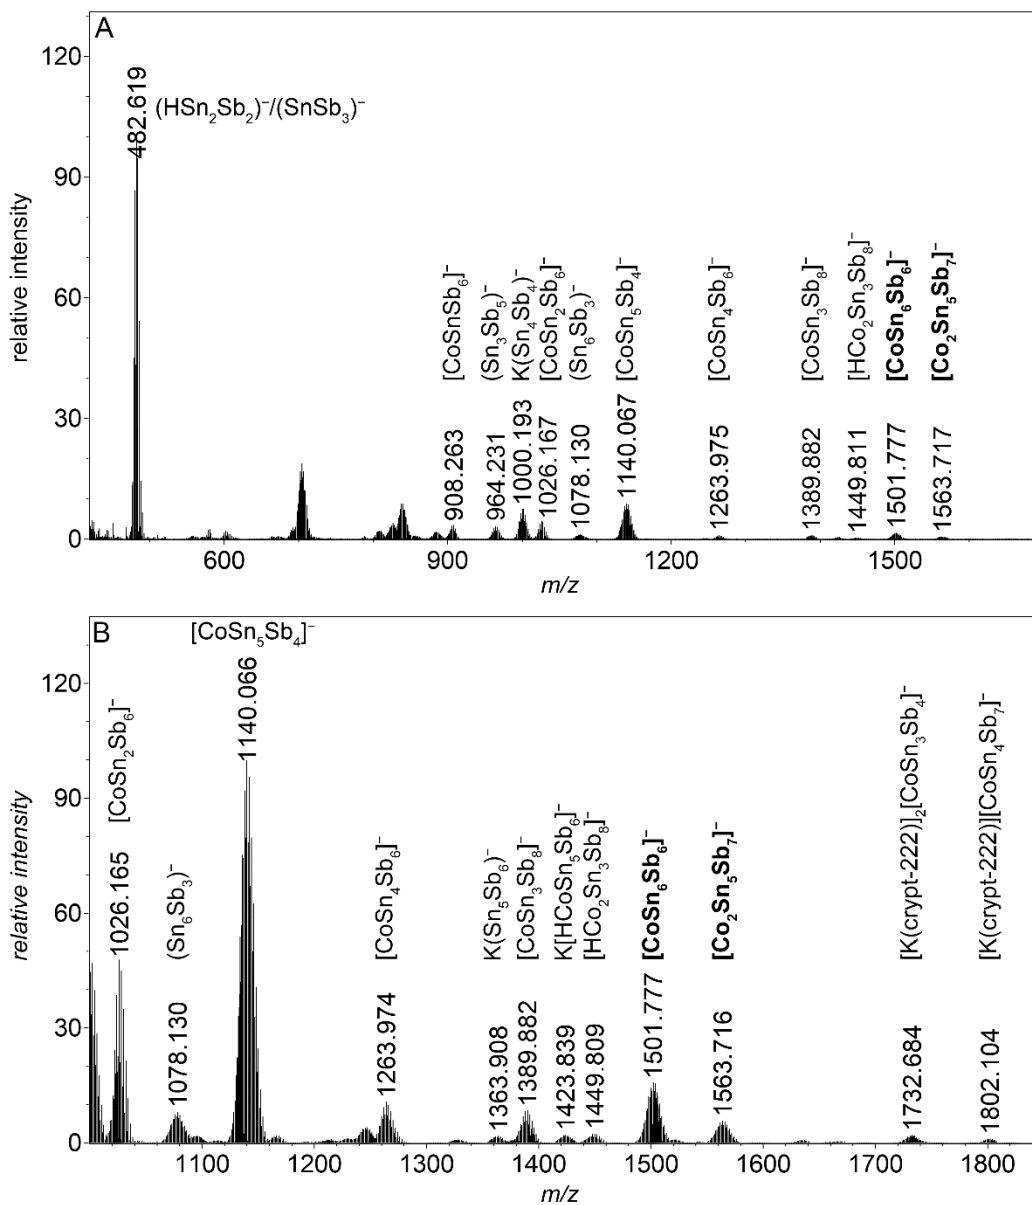 A
120
90
60
30
0
relative intensity
482.619
(HSn₂Sb₂)⁻/(SnSb₃)⁻
908.263 [CoSnSb₆]⁻
964.231 (Sn₃Sb₅)⁻
1000.193 K(Sn₄Sb₄)⁻
1026.167 [CoSn₂Sb₆]⁻
1078.130 (Sn₆Sb₃)⁻
1140.067 [CoSn₅Sb₄]⁻
1263.975 [CoSn₄Sb₆]⁻
1389.882 [CoSn₃Sb₈]⁻
1449.811 [HCo₂Sn₃Sb₈]⁻
1501.777 [CoSn₆Sb₆]⁻
1563.717 [Co₂Sn₅Sb₇]⁻
600 900 1200 1500
m/z
B
120
90
60
30
0
relative intensity
1026.165 [CoSn₂Sb₆]⁻
1078.130 (Sn₆Sb₃)⁻
[CoSn₅Sb₄]⁻
1140.066
1263.974 [CoSn₄Sb₆]⁻
1363.908 K(Sn₅Sb₆)⁻
1389.882 [CoSn₃Sb₈]⁻
1423.839 K[HCoSn₅Sb₆]⁻
1449.809 [HCo₂Sn₃Sb₈]⁻
1501.777 [CoSn₆Sb₆]⁻
1563.716 [Co₂Sn₅Sb₇]⁻
1732.684 [K(crypt-222)]₂[CoSn₃Sb₄]⁻
1802.104 [K(crypt-222)][CoSn₄Sb₇]⁻
1100 1200 1300 1400 1500 1600 1700 1800
m/z